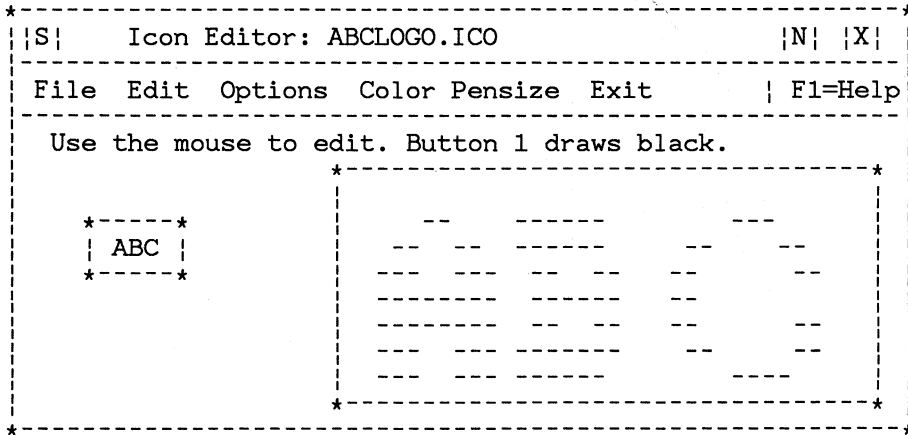 |S| Icon Editor: ABCLOGO.ICO |N| |X|
File Edit Options Color Pensize Exit | F1=Help
Use the mouse to edit. Button 1 draws black.
ABC